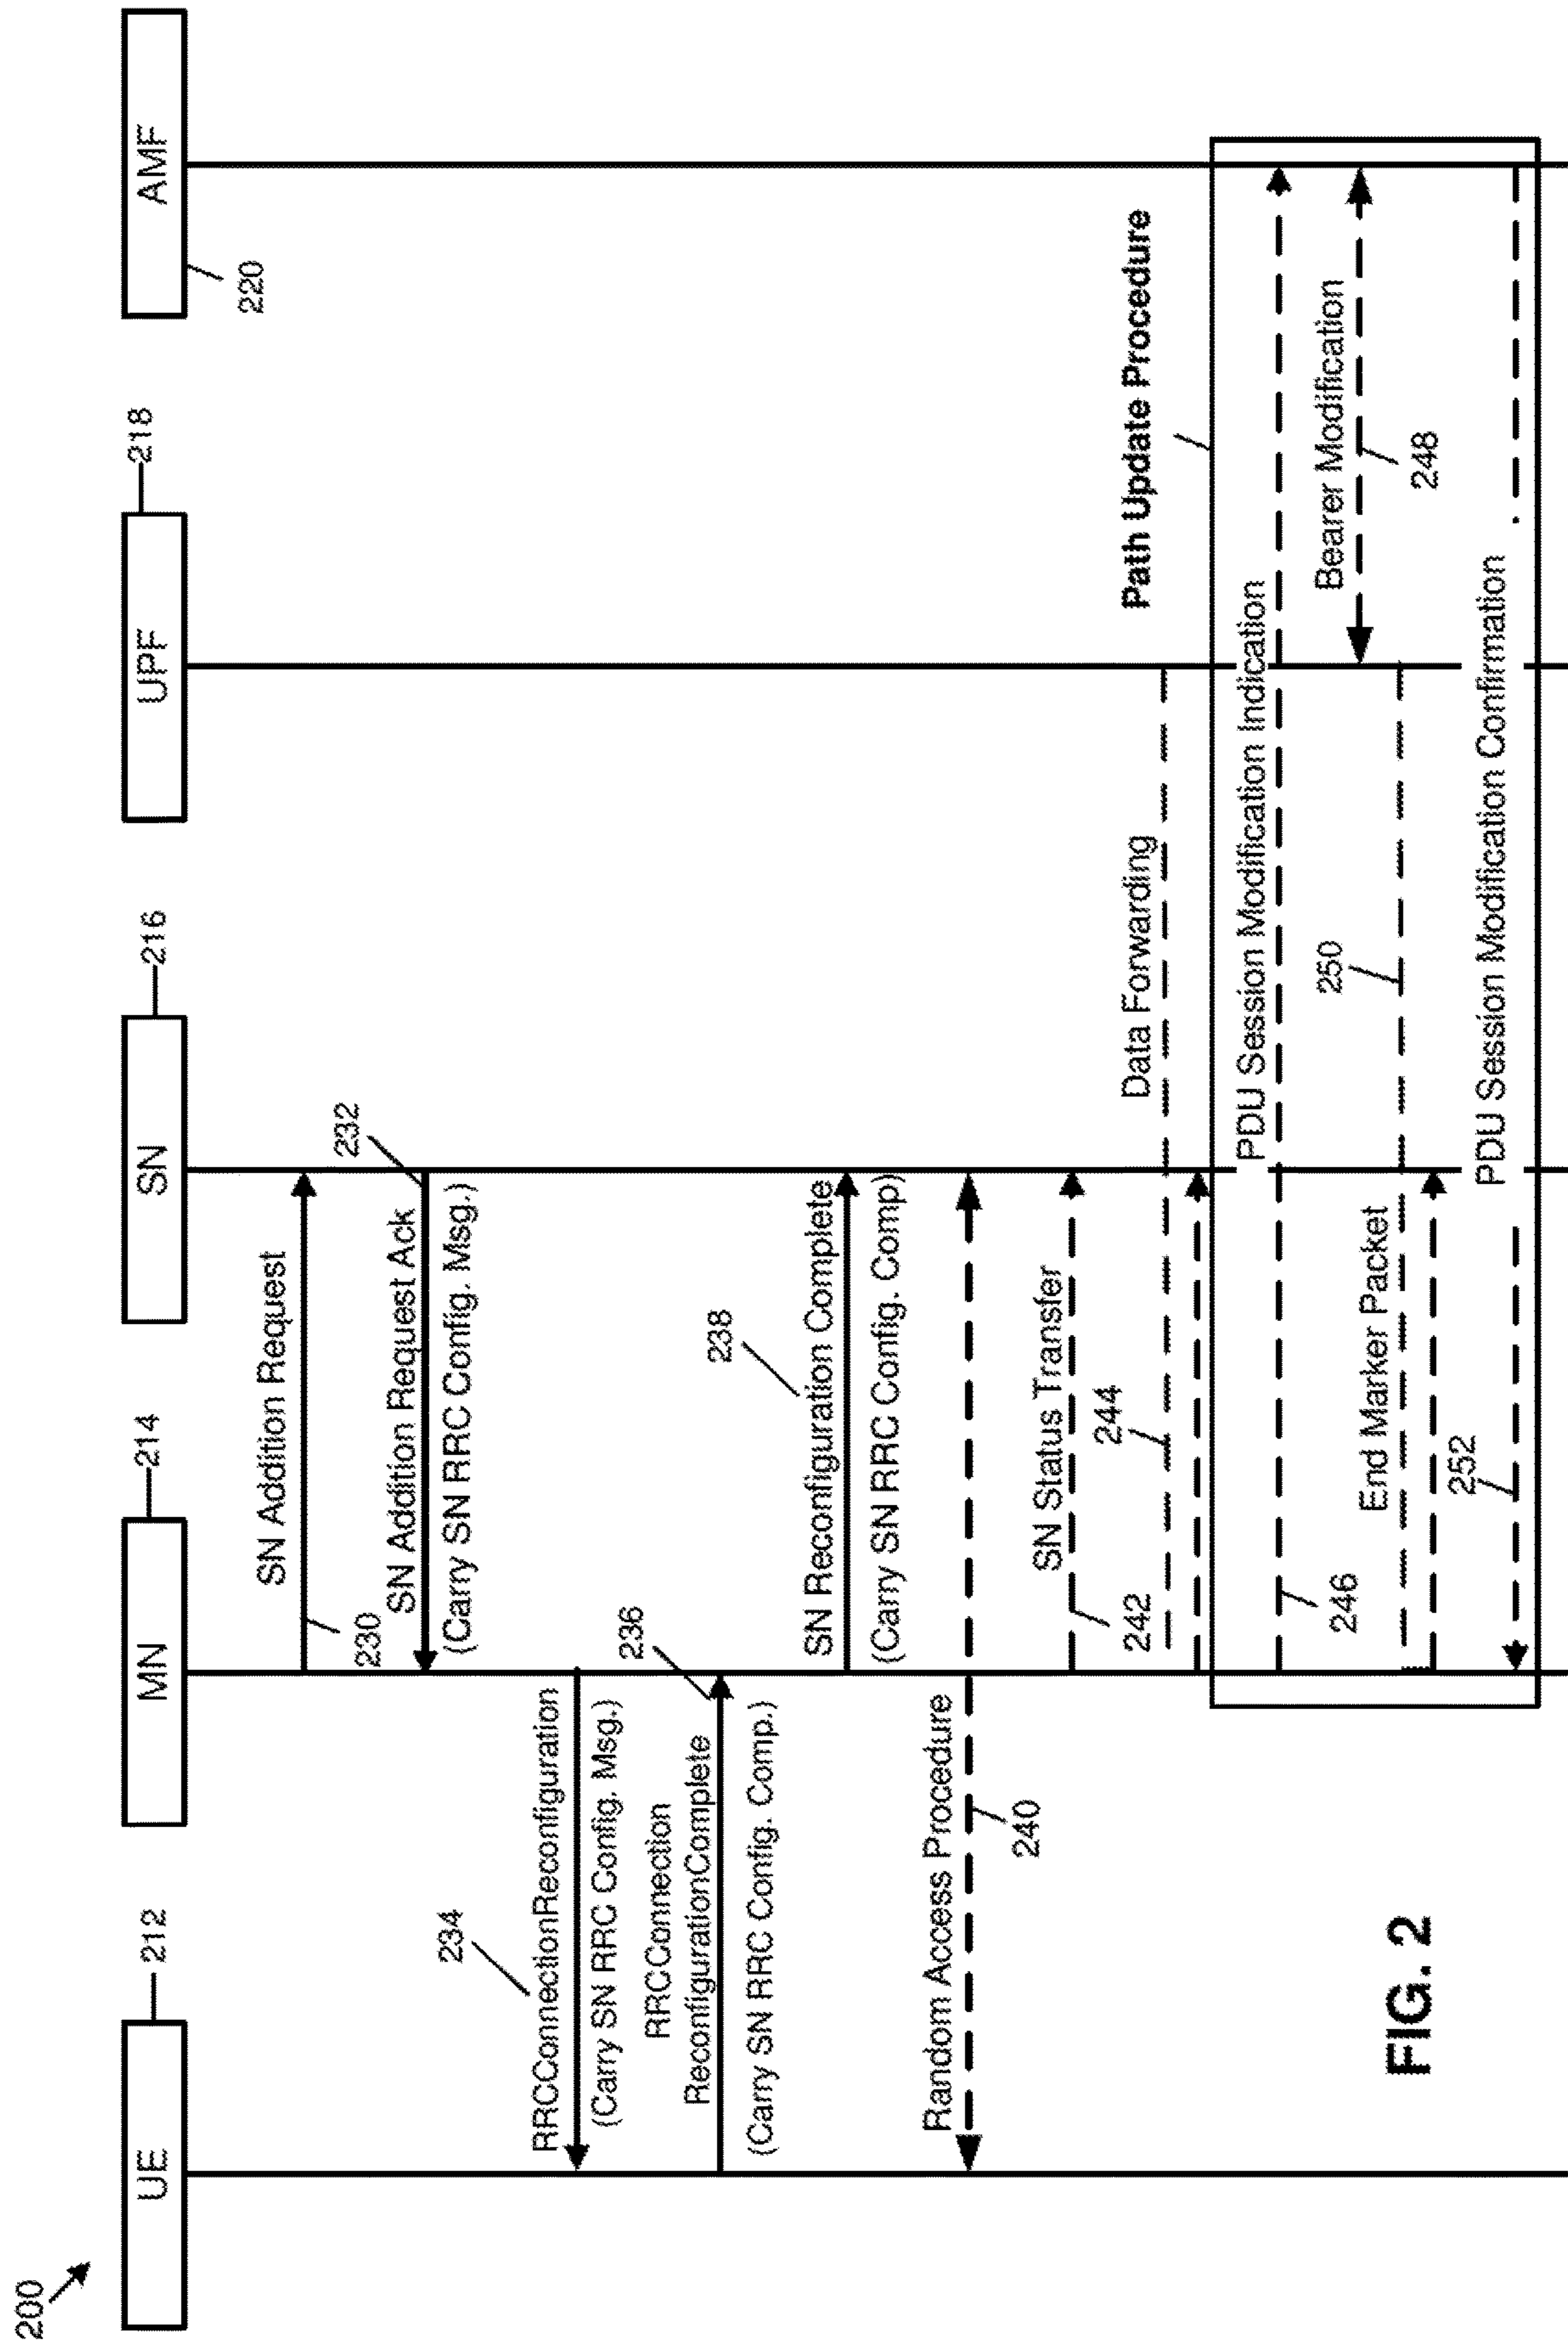 200
UE
212
MN
214
SN
216
UPF
218
AMF
220
SN Addition Request
230
232
SN Addition Request Ack
(Carry SN RRC Config. Msg.)
234
RRCConnectionReconfiguration
(Carry SN RRC Config. Msg.)
236
RRCConnection
ReconfigurationComplete
(Carry SN RRC Config. Comp.)
238
SN Reconfiguration Complete
(Carry SN RRC Config. Comp)
Random Access Procedure
240
SN Status Transfer
242
244
Data Forwarding
Path Update Procedure
PDU Session Modification Indication
246
Bearer Modification
248
250
End Marker Packet
252
PDU Session Modification Confirmation
FIG. 2